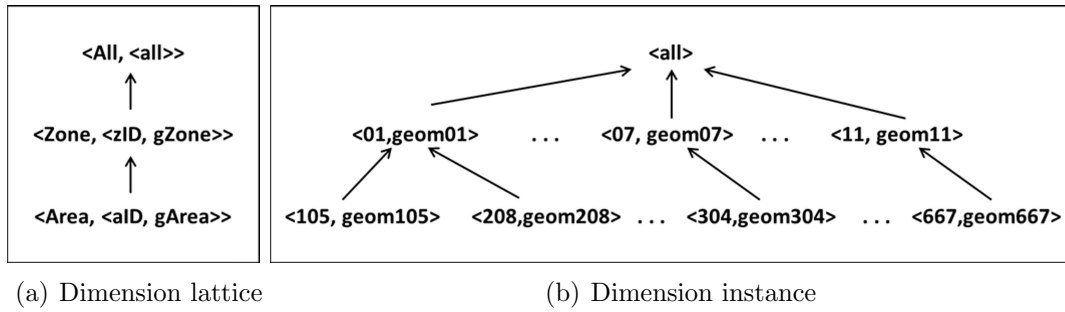 <All, <all>>
<Zone, <zID, gZone>>
<Area, <aID, gArea>>
<all>
<01,geom01> ... <07, geom07> ... <11, geom11>
<105, geom105> <208,geom208> ... <304,geom304> ... <667,geom667>
(a) Dimension lattice (b) Dimension instance